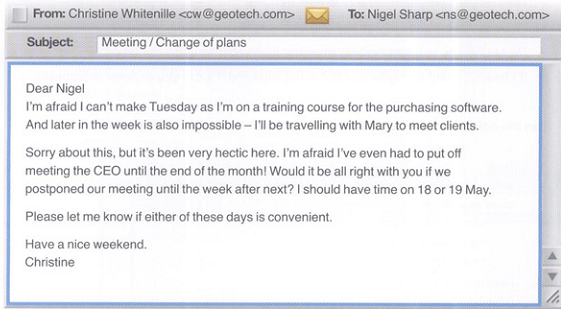 From: Christine Whitenille <cw@geotech.com> To: Nigel Sharp <ns@geotech.com>
Subject: Meeting / Change of plans
Dear Nigel
I'm afraid I can't make Tuesday as I'm on a training course for the purchasing software.
And later in the week is also impossible – I'll be travelling with Mary to meet clients.
Sorry about this, but it's been very hectic here. I'm afraid I've even had to put off
meeting the CEO until the end of the month! Would it be all right with you if we
postponed our meeting until the week after next? I should have time on 18 or 19 May.
Please let me know if either of these days is convenient.
Have a nice weekend.
Christine